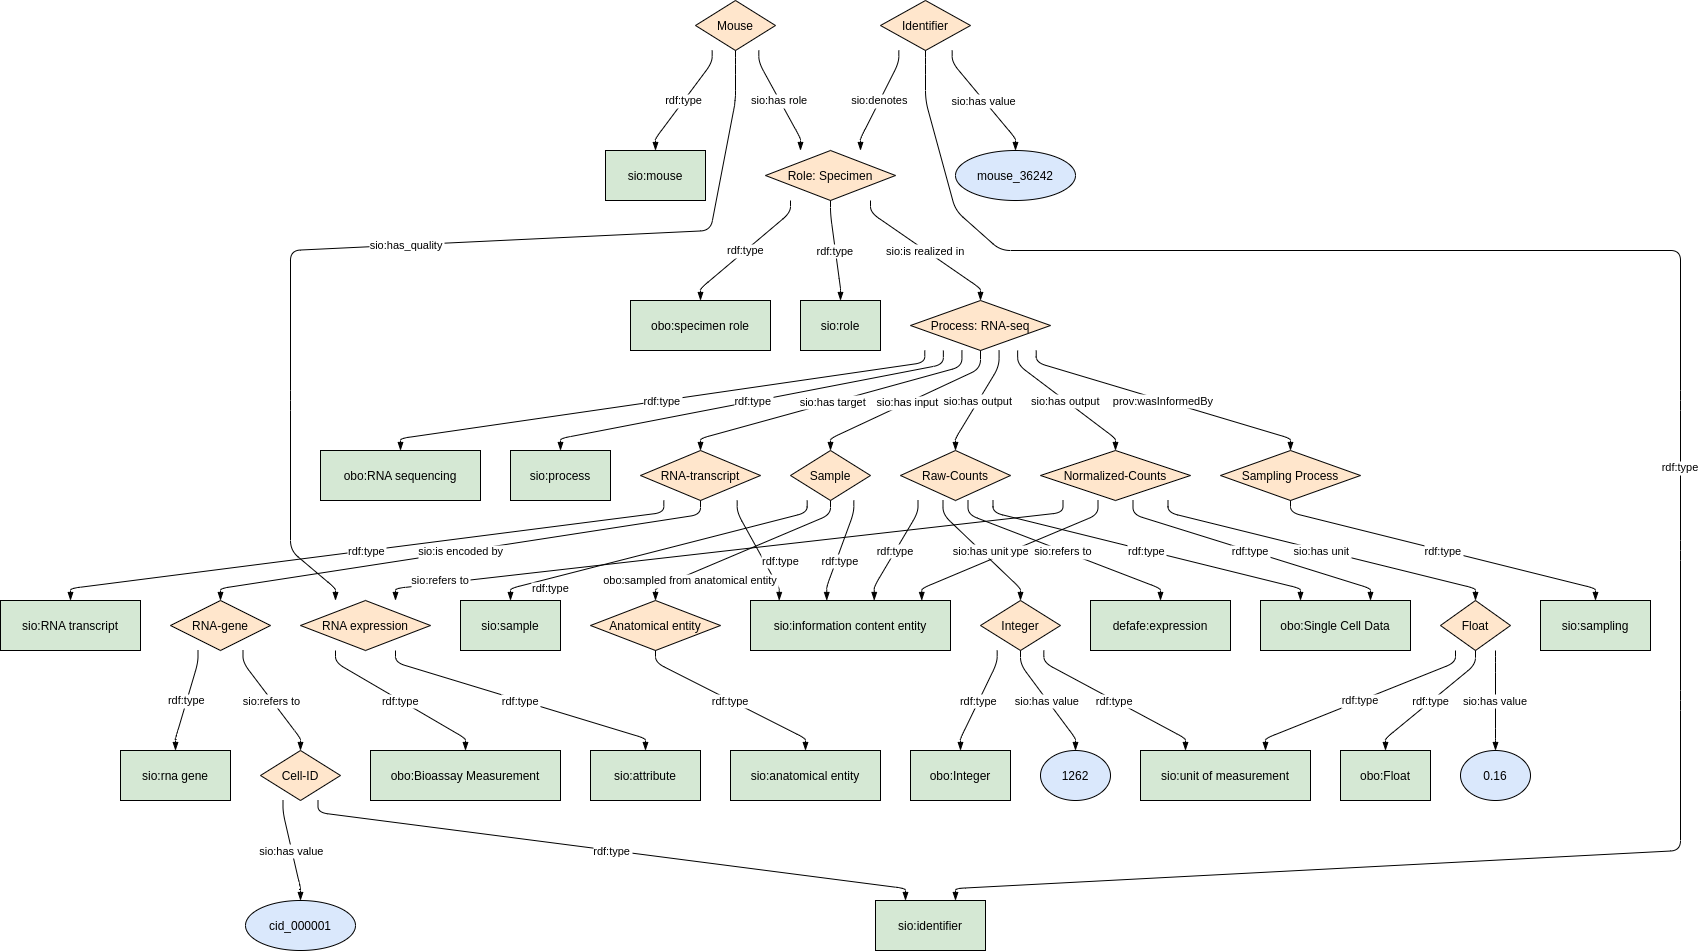 Mouse
Identifier
rdf:type
sio:has role
sio:denotes
sio:has value
sio:mouse
Role: Specimen
mouse_36242
sio:has_quality
rdf:type
rdf:type
sio:is realized in
obo:specimen role
sio:role
Process: RNA-seq
rdf:type
rdf:type
sio:has target
sio:has input
sio:has output
sio:has output
prov:wasInformedBy
rdf:type
obo:RNA sequencing
sio:process
RNA-transcript
Sample
Raw-Counts
Normalized-Counts
Sampling Process
rdf:type
sio:is encoded by
sio:refers to
rdf:type
obo:sampled from anatomical entity
rdf:type
rdf:type
rdf:type
sio:has unit
ype
sio:refers to
rdf:type
rdf:type
sio:has unit
rdf:type
sio:RNA transcript
RNA-gene
RNA expression
sio:sample
Anatomical entity
sio:information content entity
Integer
defafe:expression
obo:Single Cell Data
Float
sio:sampling
rdf:type
sio:refers to
rdf:type
rdf:type
rdf:type
rdf:type
sio:has value
rdf:type
rdf:type
rdf:type
sio:has value
sio:rna gene
Cell-ID
obo:Bioassay Measurement
sio:attribute
sio:anatomical entity
obo:Integer
1262
sio:unit of measurement
obo:Float
0.16
sio:has value
rdf:type
cid_000001
sio:identifier